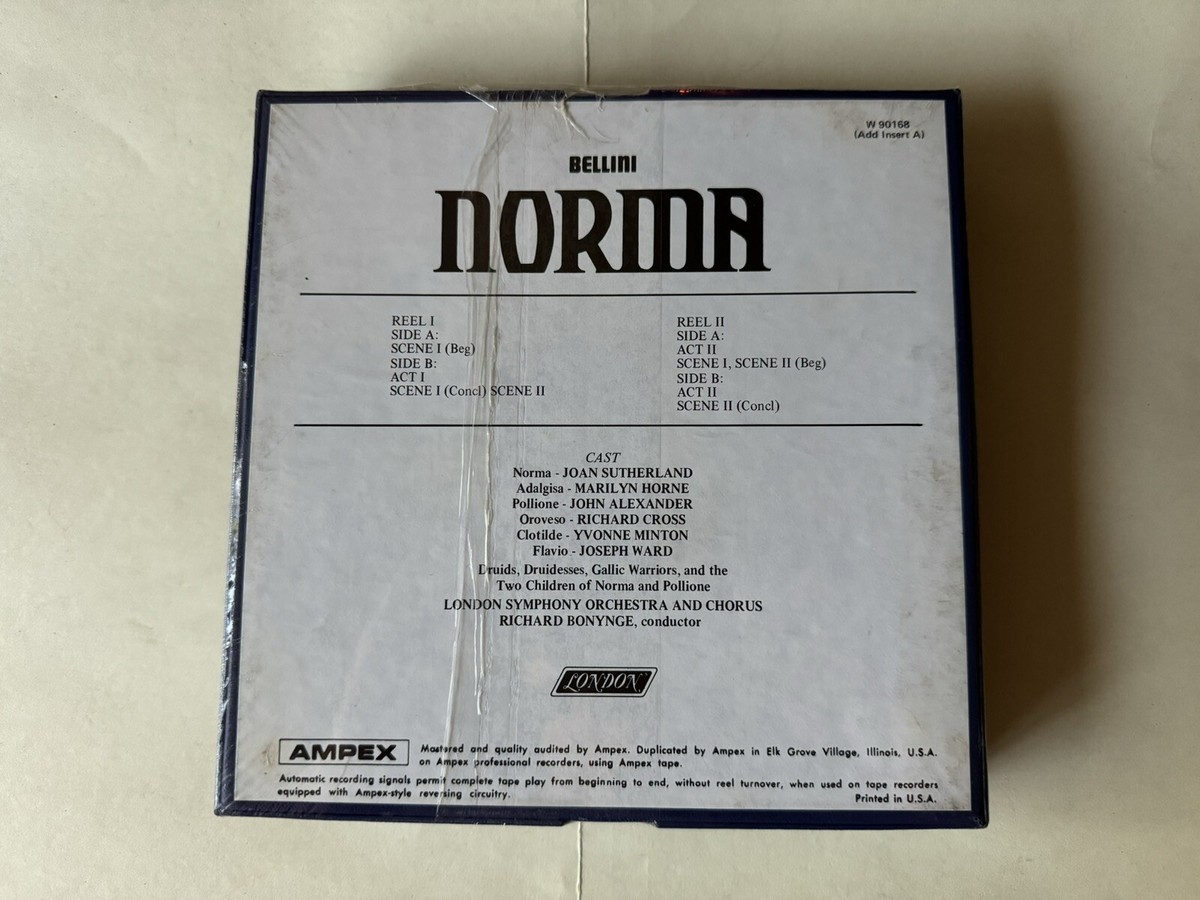 W 90168
(Add Insert A)
BELLINI
NORMA
REEL I
SIDE A:
SCENE I (Beg)
SIDE B:
ACT I
SCENE I (Concl) SCENE II
REEL II
SIDE A:
ACT II
SCENE I, SCENE II (Beg)
SIDE B:
ACT II
SCENE II (Concl)
CAST
Norma - JOAN SUTHERLAND
Adalgisa - MARILYN HORNE
Pollione - JOHN ALEXANDER
Oroveso - RICHARD CROSS
Clotilde - YVONNE MINTON
Flavio - JOSEPH WARD
Druids, Druidesses, Gallic Warriors, and the
Two Children of Norma and Pollione
LONDON SYMPHONY ORCHESTRA AND CHORUS
RICHARD BONYNGE, conductor
LONDON
AMPEX
Mastered and quality audited by Ampex. Duplicated by Ampex in Elk Grove Village, Illinois, U.S.A.
on Ampex professional recorders, using Ampex tape.
Automatic recording signals permit complete tape play from beginning to end, without reel turnover, when used on tape recorders
equipped with Ampex-style reversing circuitry.
Printed in U.S.A.